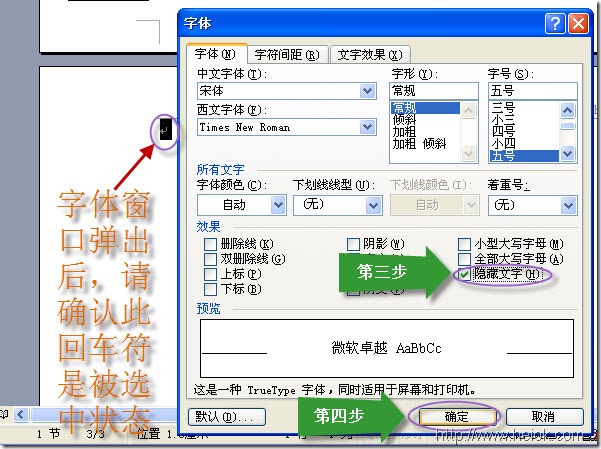 字体
字体(N)
字符间距(R)
文字效果(X)
中文字体(T):
字形(Y):
字号(S):
宋体
常规
五号
西文字体(F):
常规
倾斜
加粗
加粗 倾斜
三号
小二
四号
小四
五号
Times New Roman
所有文字
字体颜色(C):
下划线线型(U):
下划线颜色(I):
着重号:
自动
(无)
自动
(无)
效果
删除线(K)
阴影(W)
小型大写字母(M)
双删除线(G)
全部大写字母(A)
上标(P)
隐藏文字(H)
下标(B)
第三步
预览
微软卓越 AaBbCc
这是一种 TrueType 字体，同时适用于屏幕和打印机。
默认(D)...
第四步
确定
取消
字体窗
口弹出
后，请
确认此
回车符
是被选
中状态
1 节
3/3
位置